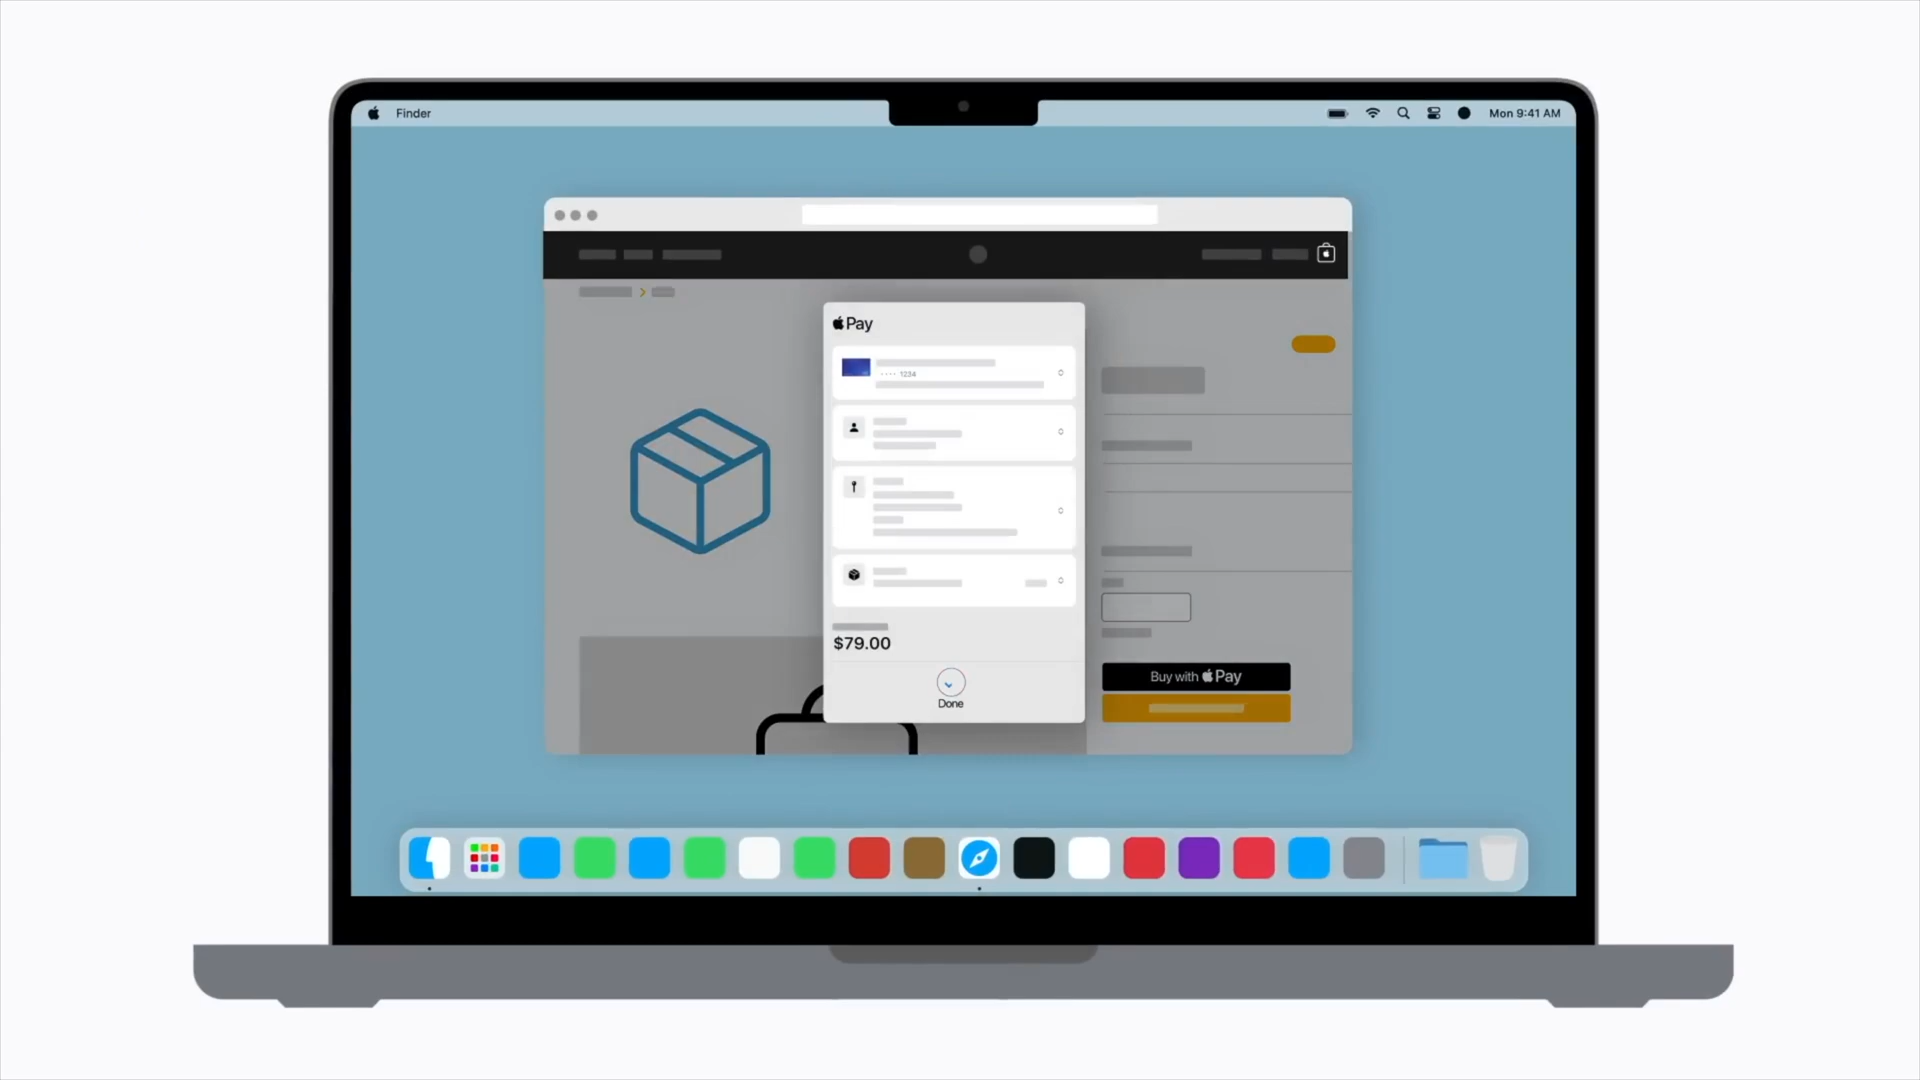 Finder
Mon 9:41 AM
Pay
···· 1234
$79.00
Done
Buy with Pay